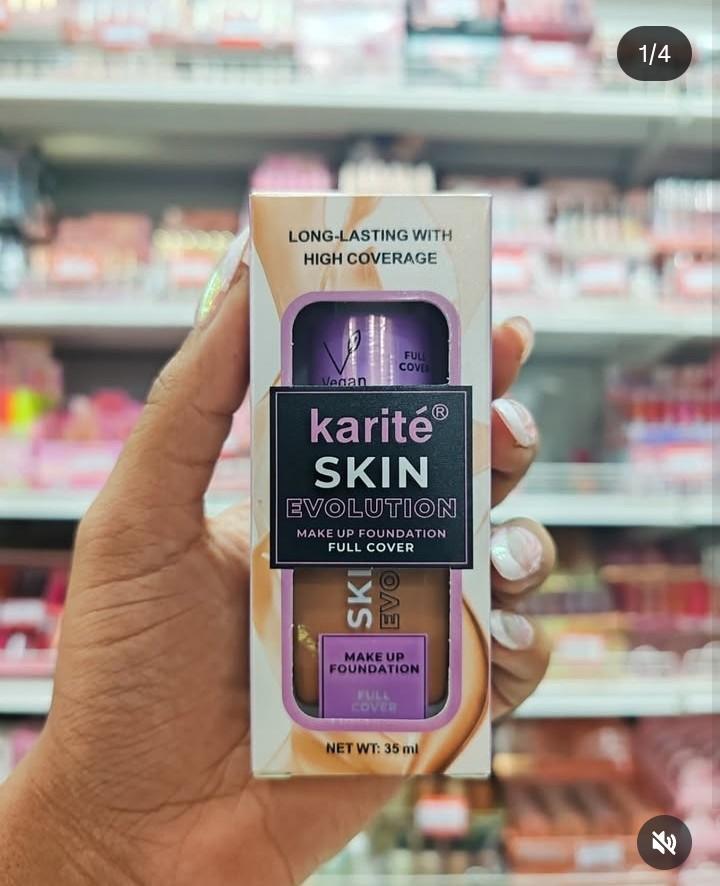 1/4
LONG-LASTING WITH
HIGH COVERAGE
Vegan
FULL
COVER
karité®
SKIN
EVOLUTION
MAKE UP FOUNDATION
FULL COVER
SKI
EVO
MAKE UP
FOUNDATION
FULL
COVER
NET WT: 35 ml